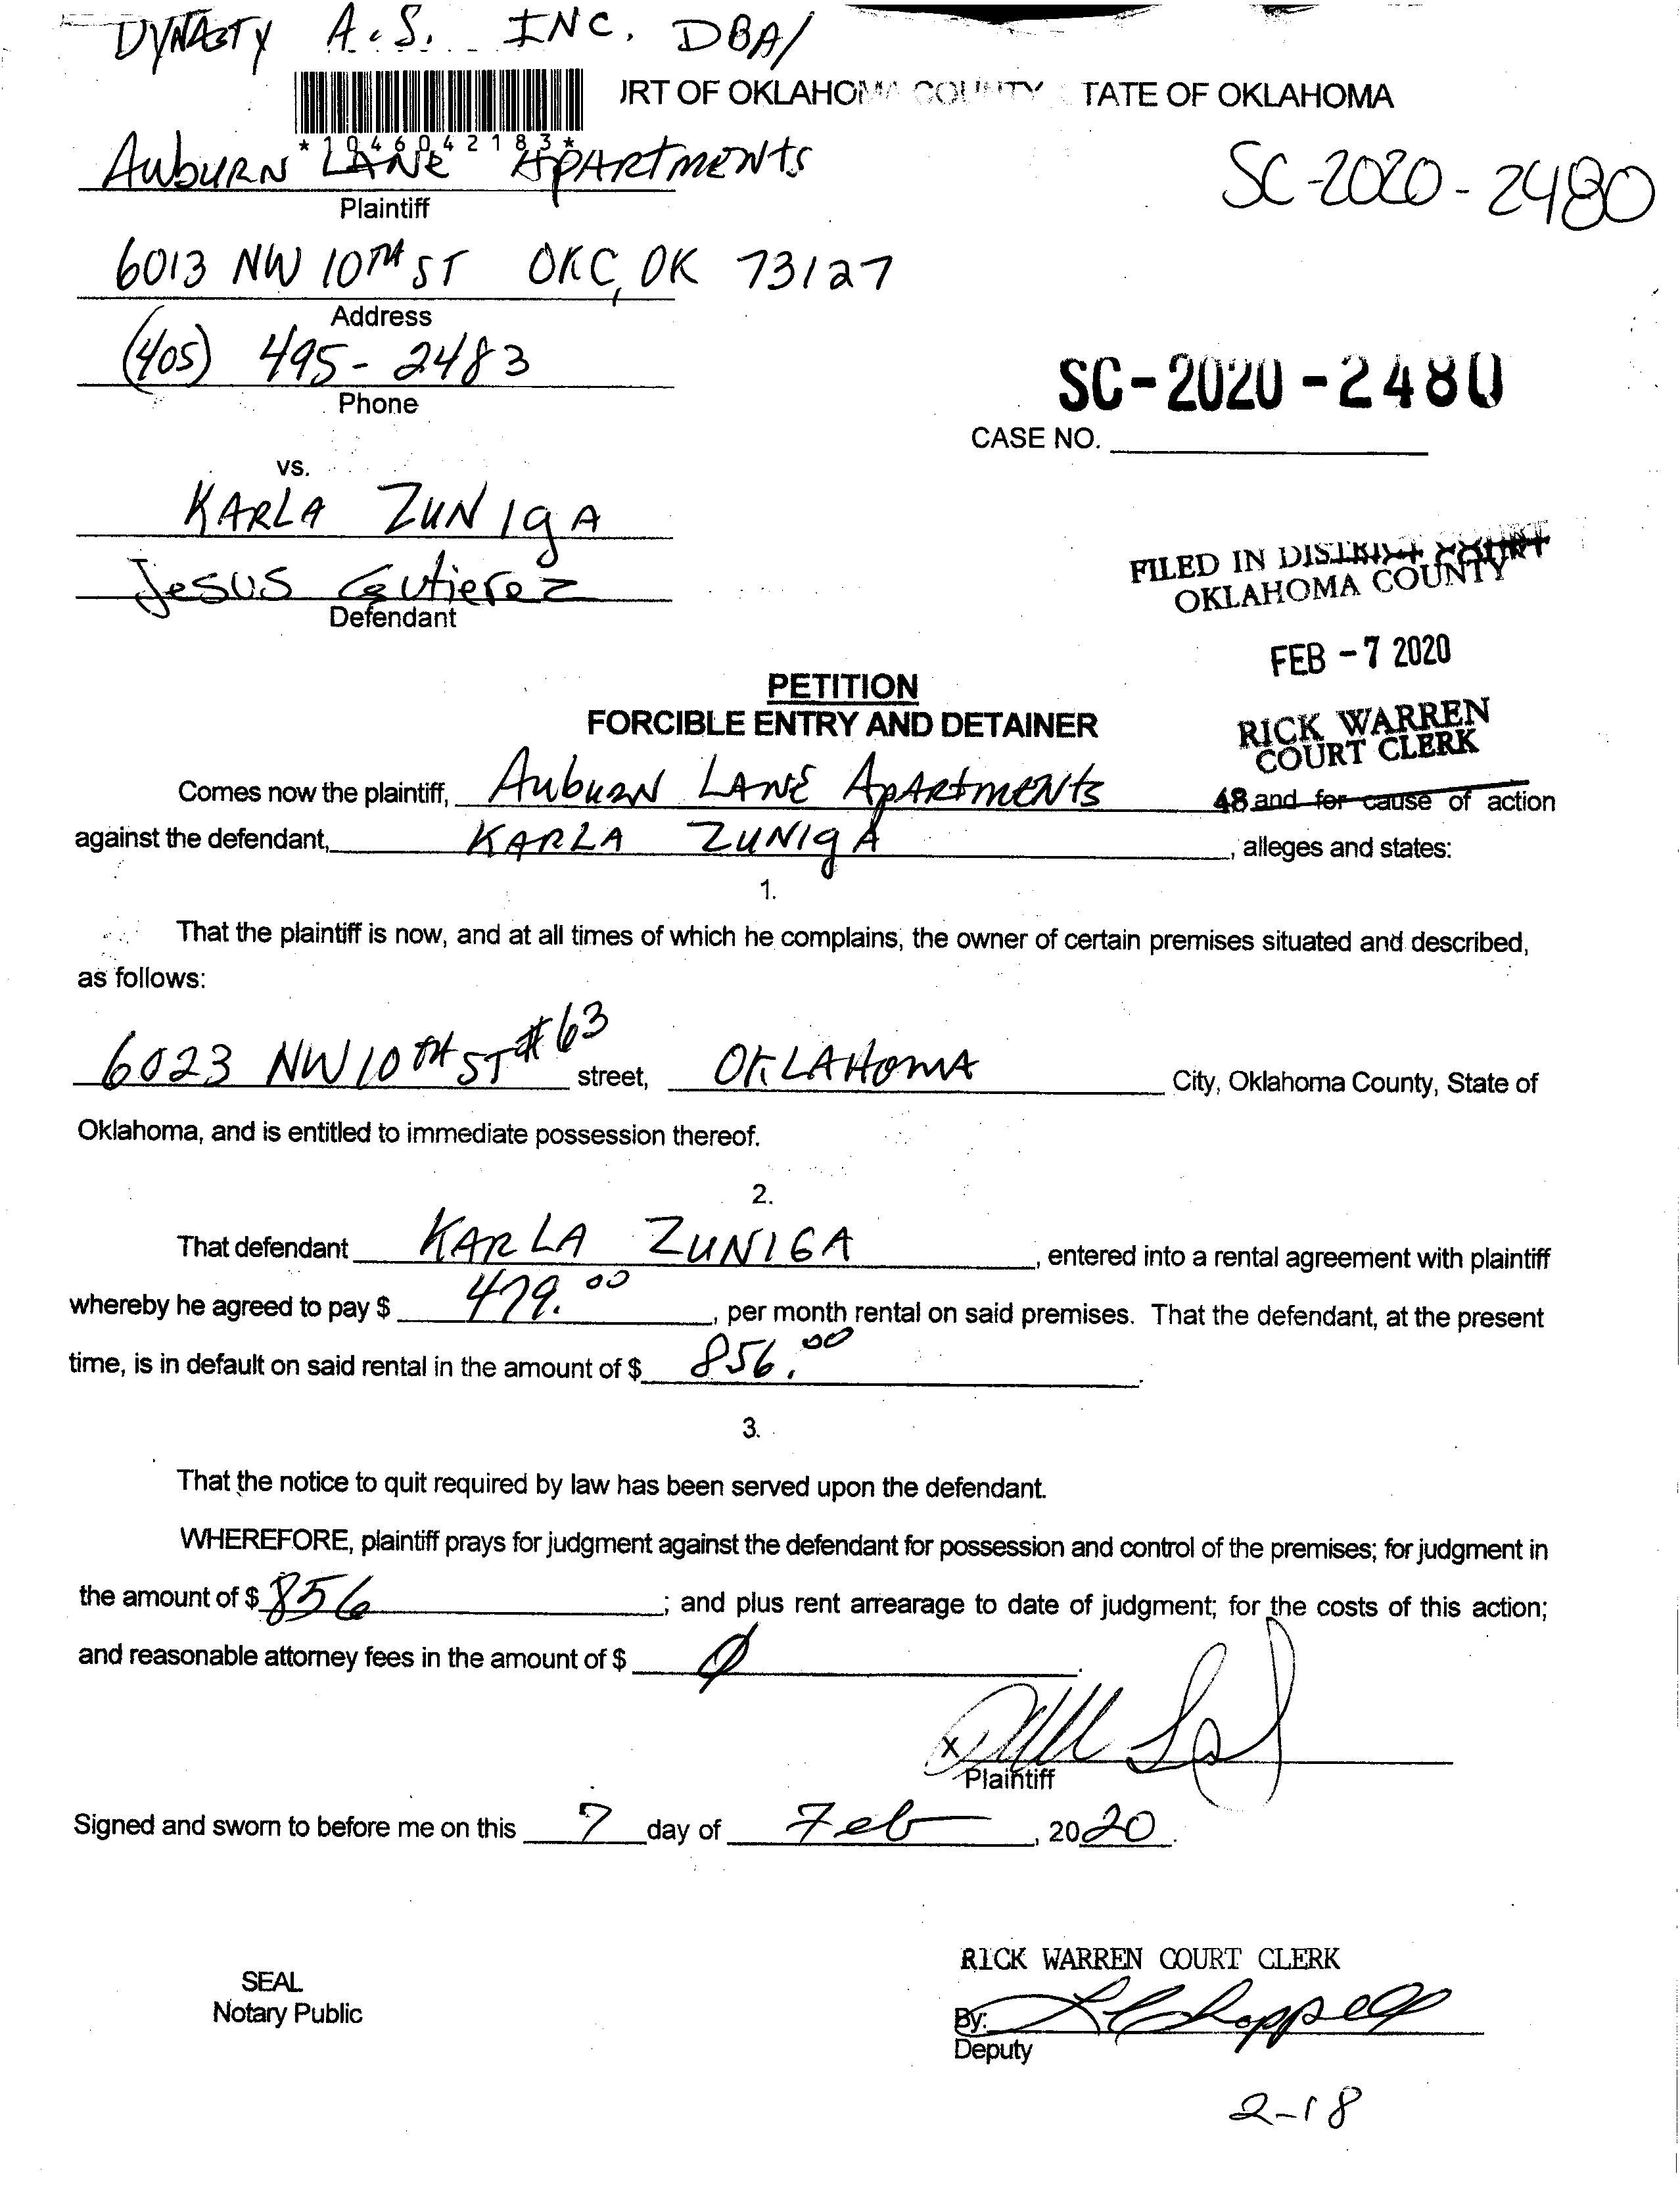 DYNASTY A.S. INC. DBA/
URT OF OKLAHOMA COUNTY STATE OF OKLAHOMA
*1046042183*
AUBURN LANE APARTMENTS
Plaintiff
SC-2020-2480
6013 NW 10TH ST OKC, OK 73127
Address
(405) 495-2483
Phone
SC-2020-2480
CASE NO.
vs.
KARLA ZUNIGA
Jesus Gutierez
Defendant
FILED IN DISTRICT COURT
OKLAHOMA COUNTY
FEB -7 2020
RICK WARREN
COURT CLERK
48
PETITION
FORCIBLE ENTRY AND DETAINER
Comes now the plaintiff, Auburn LANE ApARtmENts and for cause of action
against the defendant, KARLA ZUNIgA, alleges and states:
1.
That the plaintiff is now, and at all times of which he complains, the owner of certain premises situated and described,
as follows:
6023 NW 10TH ST #63 street, OKLAHOMA City, Oklahoma County, State of
Oklahoma, and is entitled to immediate possession thereof.
2.
That defendant KARLA ZUNIGA, entered into a rental agreement with plaintiff
whereby he agreed to pay $ 479.00, per month rental on said premises. That the defendant, at the present
time, is in default on said rental in the amount of $ 856.00.
3.
That the notice to quit required by law has been served upon the defendant.
WHEREFORE, plaintiff prays for judgment against the defendant for possession and control of the premises; for judgment in
the amount of $ 856; and plus rent arrearage to date of judgment; for the costs of this action;
and reasonable attorney fees in the amount of $ Ø.
X
Plaintiff
Signed and sworn to before me on this 7 day of Feb, 2020.
RICK WARREN COURT CLERK
SEAL
Notary Public
By:
Deputy
2-18